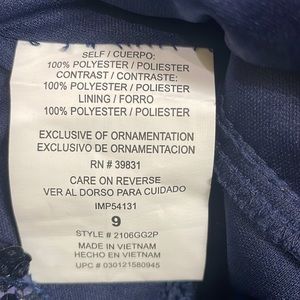 SELF / CUERPO:
100% POLYESTER / POLIESTER
CONTRAST / CONTRASTE:
100% POLYESTER / POLIESTER
LINING / FORRO
100% POLYESTER / POLIESTER
EXCLUSIVE OF ORNAMENTATION
EXCLUSIVO DE ORNAMENTACION
RN # 39831
CARE ON REVERSE
VER AL DORSO PARA CUIDADO
IMP54131
9
STYLE # 2106GG2P
MADE IN VIETNAM
HECHO EN VIETNAM
UPC # 030121580945